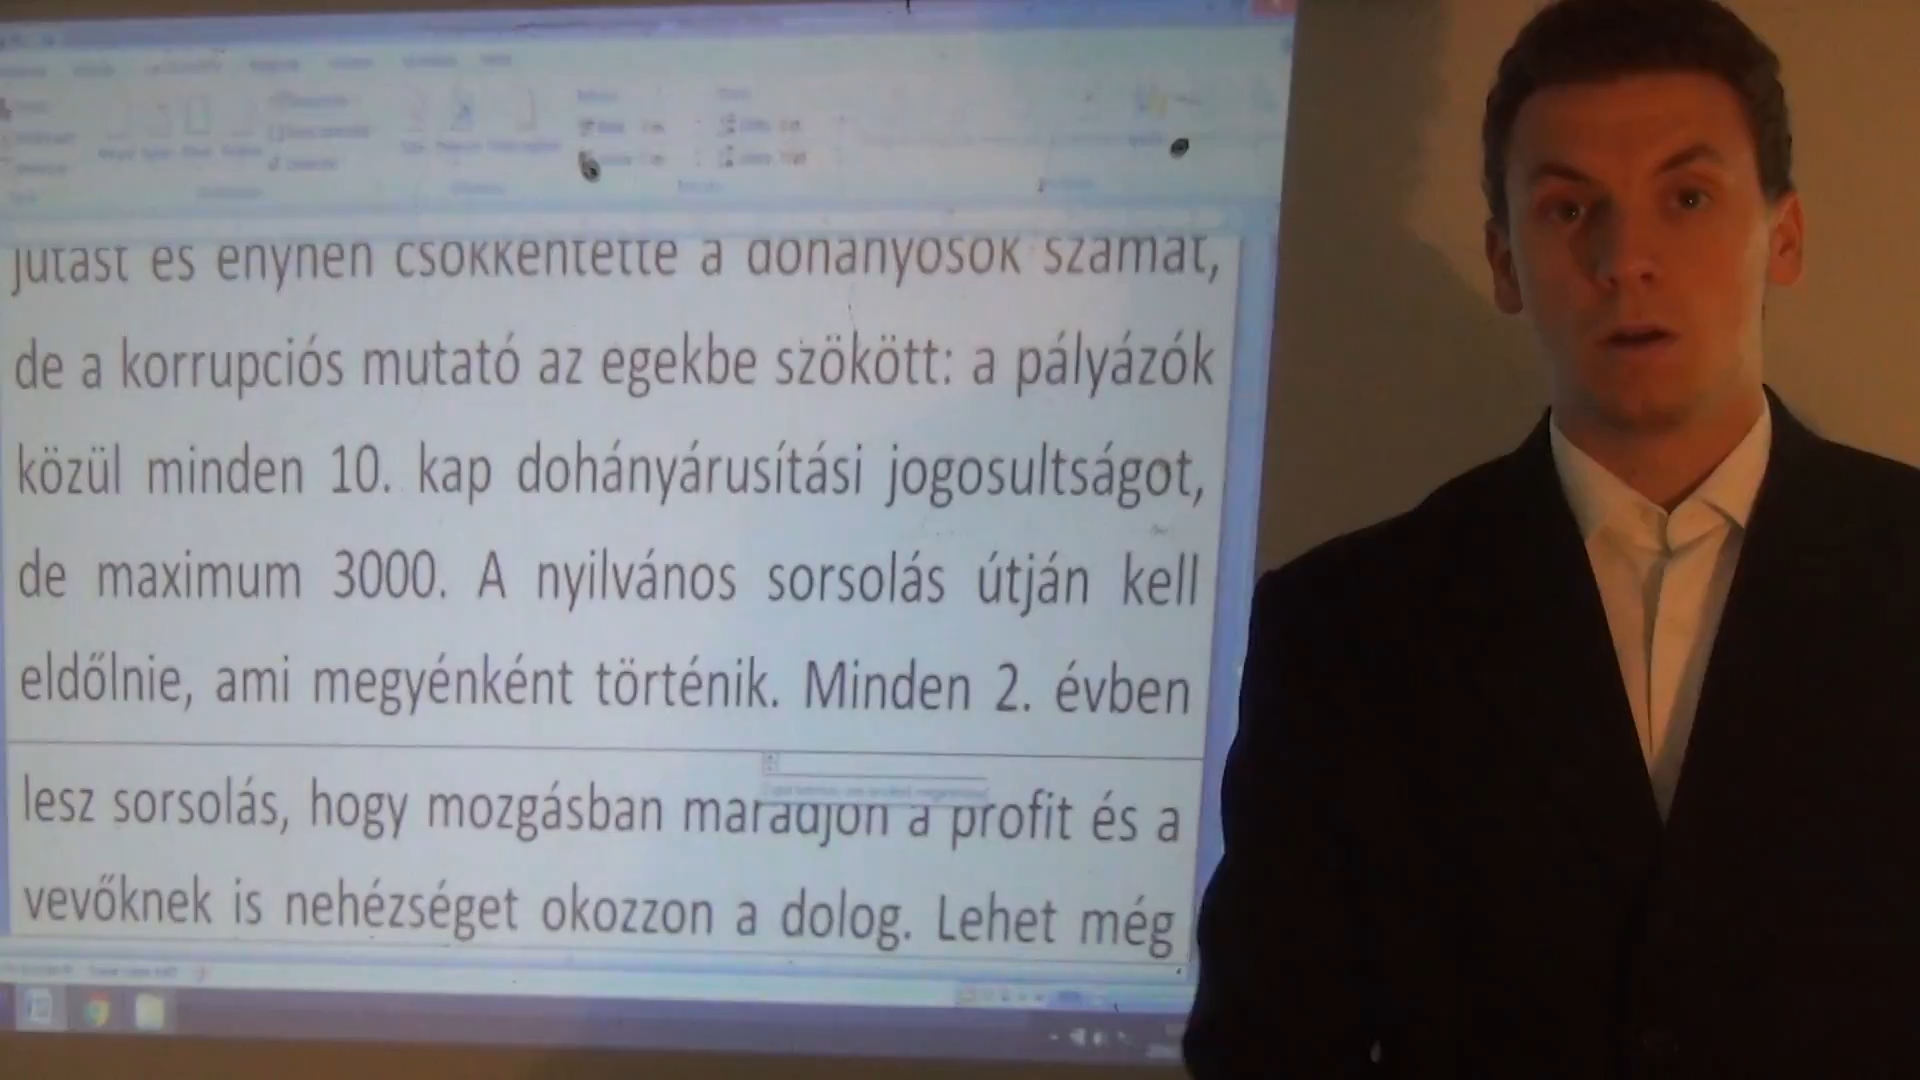 jutást és enyhén csökkentette a dohányosok számát,
de a korrupciós mutató az egekbe szökött: a pályázók
közül minden 10. kap dohányárusítási jogosultságot,
de maximum 3000. A nyilvános sorsolás útján kell
eldőlnie, ami megyénként történik. Minden 2. évben
lesz sorsolás, hogy mozgásban maradjon a profit és a
vevőknek is nehézséget okozzon a dolog. Lehet még